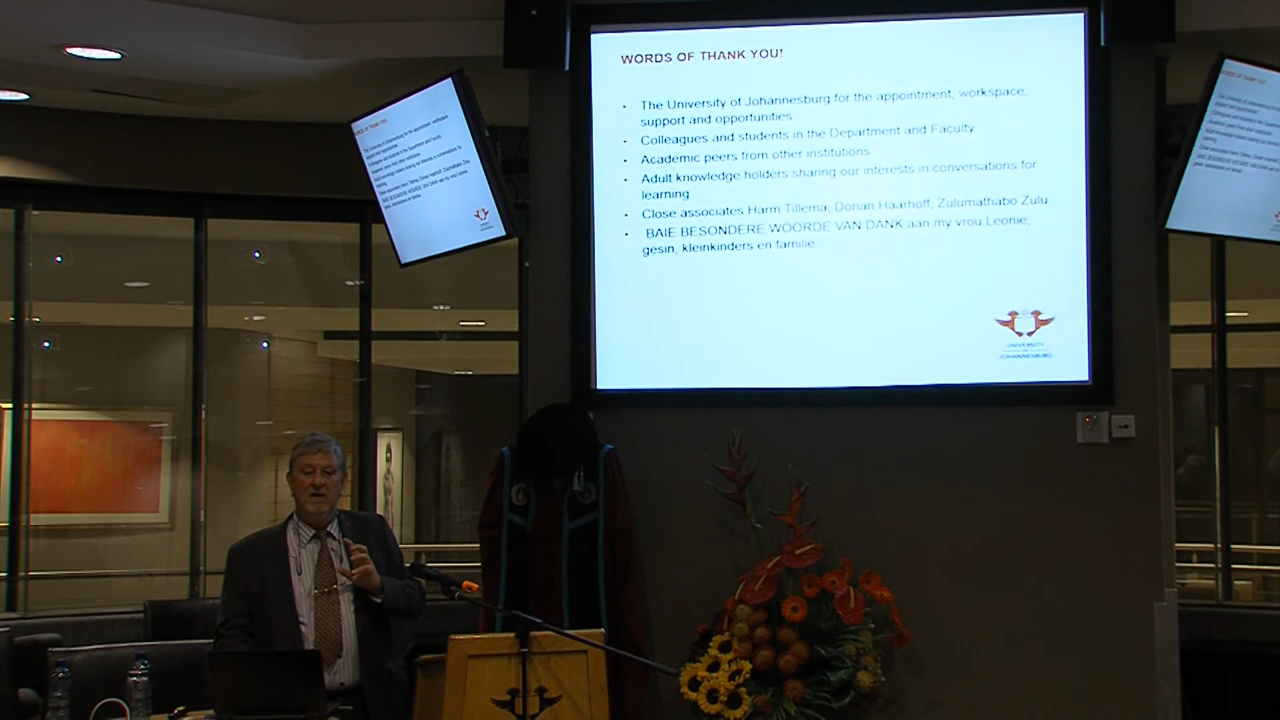 WORDS OF THANK YOU!
The University of Johannesburg for the appointment, workspace,
support and opportunities
Colleagues and students in the Department and Faculty
Academic peers from other institutions
Adult knowledge holders sharing our interests in conversations for
learning
Close associates Harm Tillema, Dorian Haarhoff, Zulumathabo Zulu
BAIE BESONDERE WOORDE VAN DANK aan my vrou Leonie,
gesin, kleinkinders en familie
UNIVERSITY
OF
JOHANNESBURG